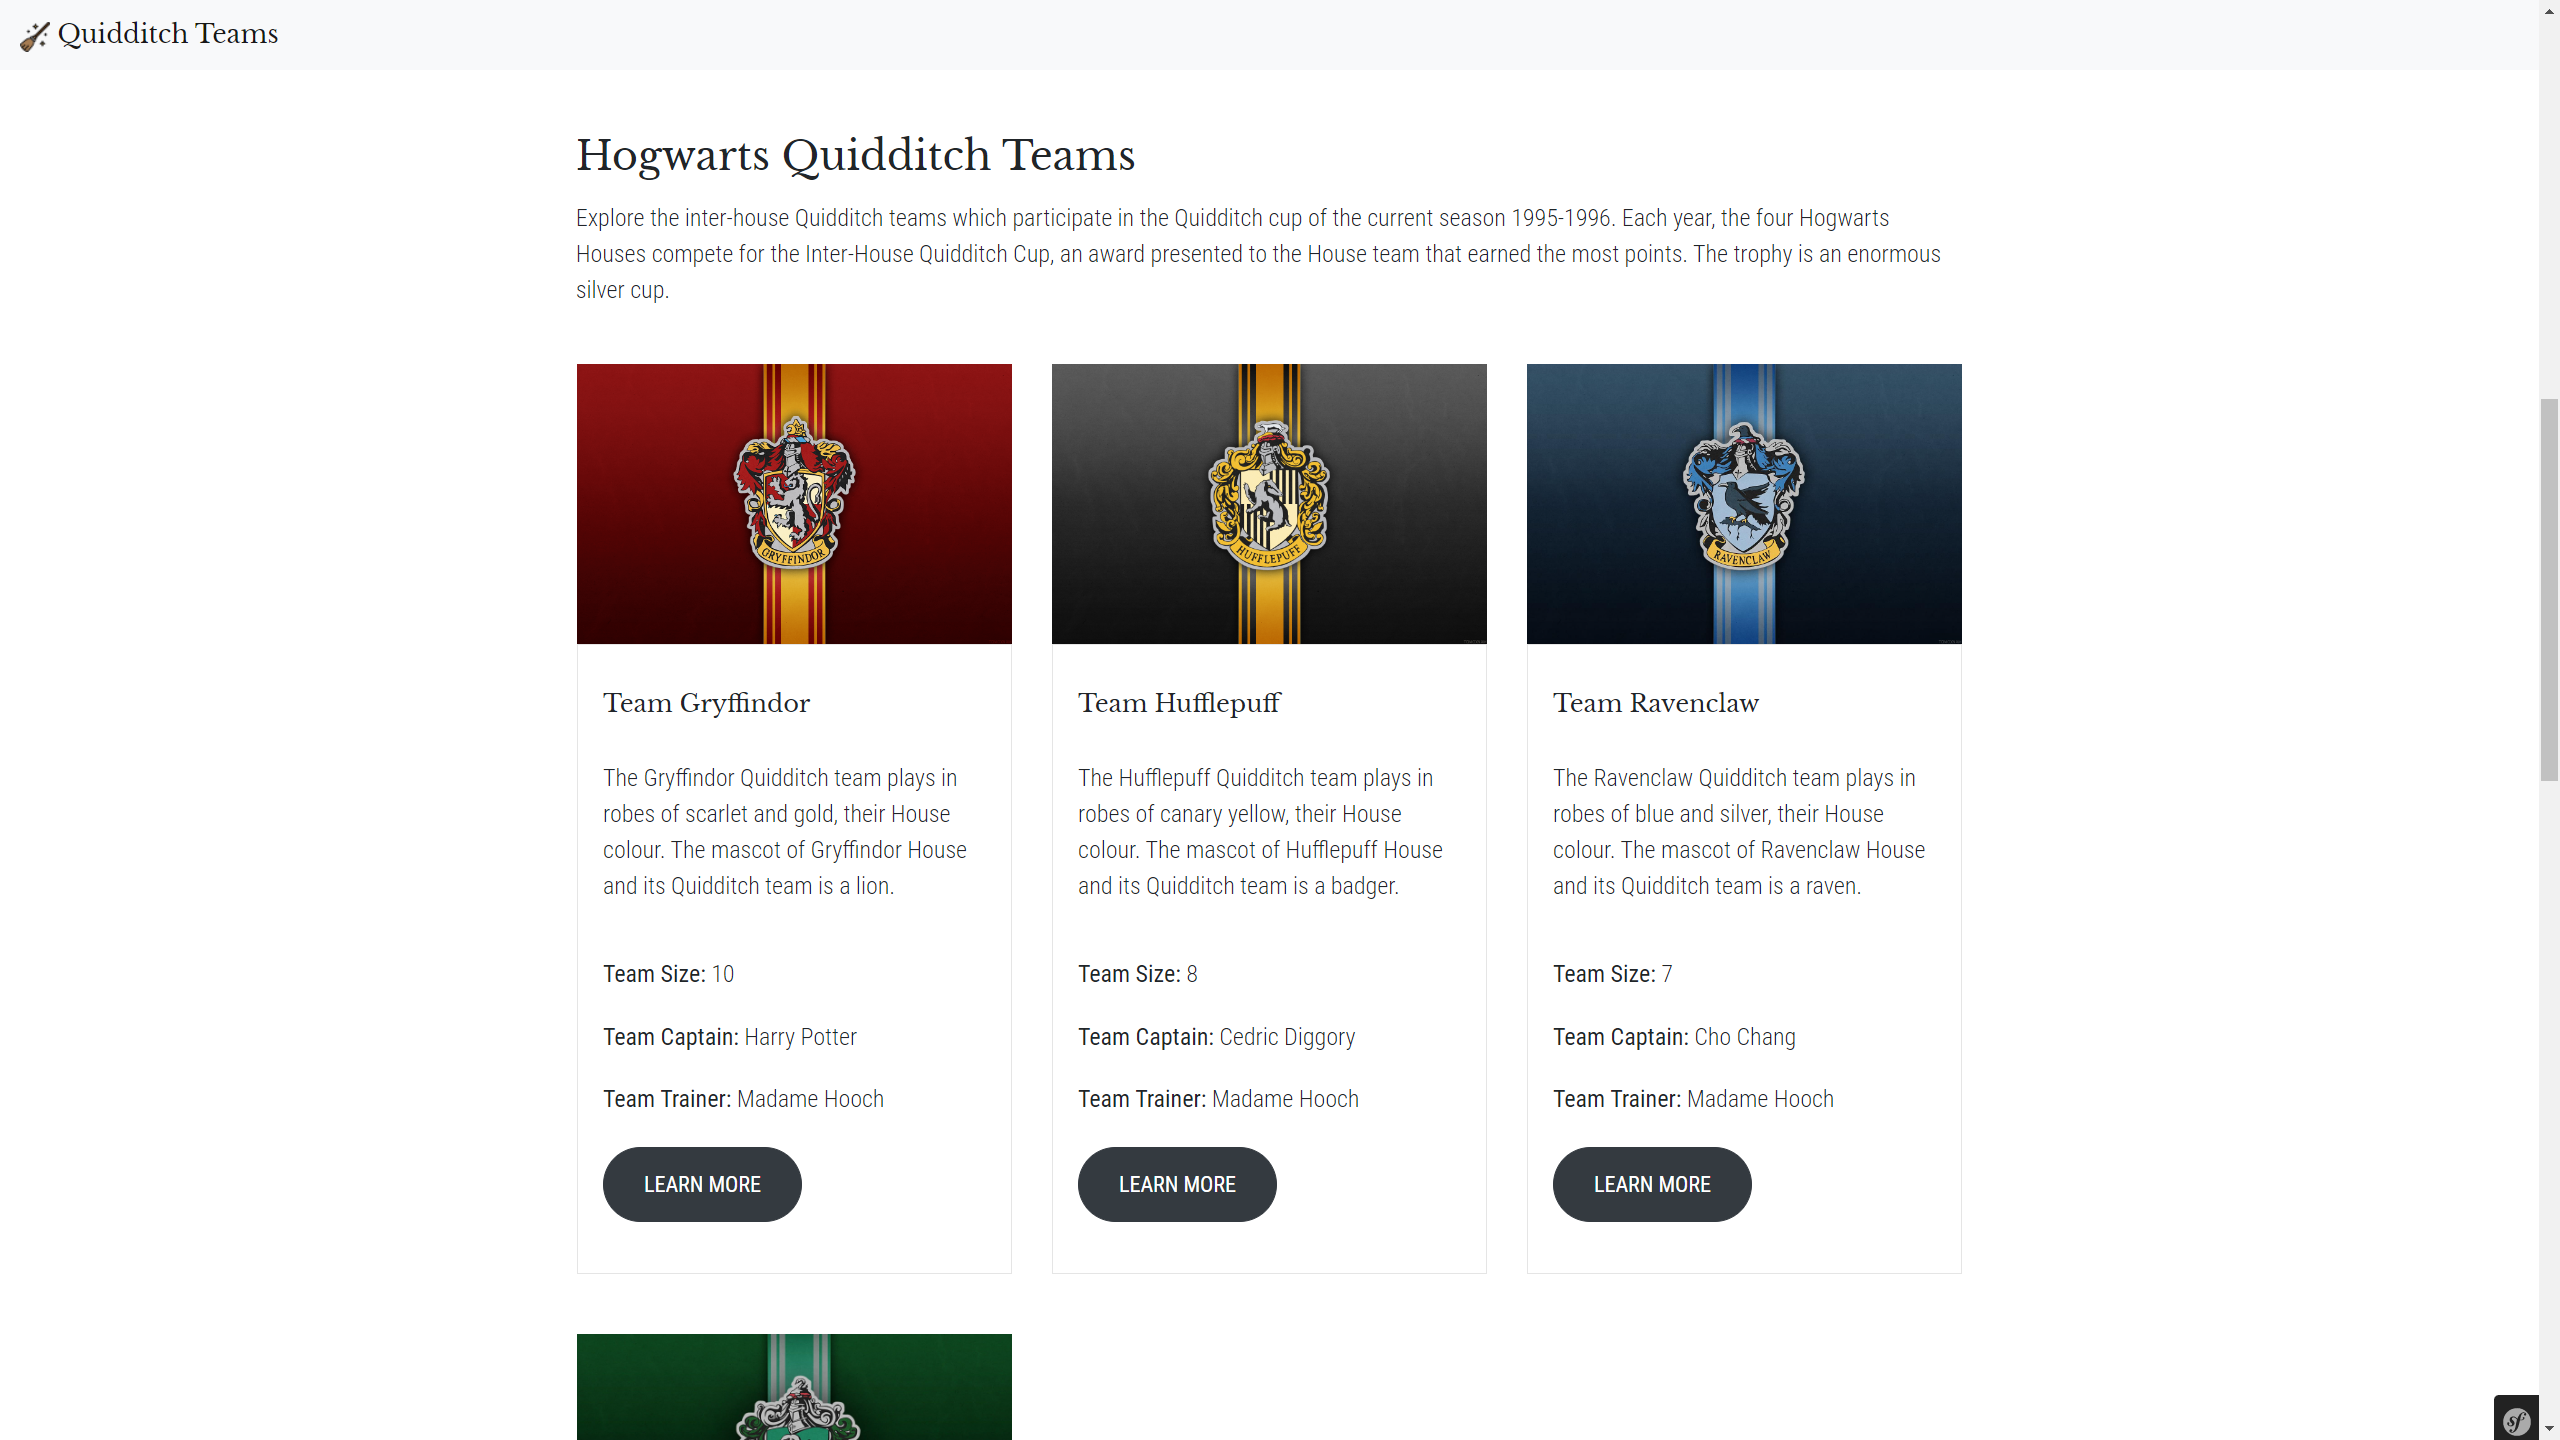 Quidditch Teams
Hogwarts Quidditch Teams
Explore the inter-house Quidditch teams which participate in the Quidditch cup of the current season 1995-1996. Each year, the four Hogwarts
Houses compete for the Inter-House Quidditch Cup, an award presented to the House team that earned the most points. The trophy is an enormous
silver cup.
GRYFFINDOR
Team Gryffindor
The Gryffindor Quidditch team plays in
robes of scarlet and gold, their House
colour. The mascot of Gryffindor House
and its Quidditch team is a lion.
Team Size: 10
Team Captain: Harry Potter
Team Trainer: Madame Hooch
LEARN MORE
HUFFLEPUFF
Team Hufflepuff
The Hufflepuff Quidditch team plays in
robes of canary yellow, their House
colour. The mascot of Hufflepuff House
and its Quidditch team is a badger.
Team Size: 8
Team Captain: Cedric Diggory
Team Trainer: Madame Hooch
LEARN MORE
RAVENCLAW
Team Ravenclaw
The Ravenclaw Quidditch team plays in
robes of blue and silver, their House
colour. The mascot of Ravenclaw House
and its Quidditch team is a raven.
Team Size: 7
Team Captain: Cho Chang
Team Trainer: Madame Hooch
LEARN MORE
sf